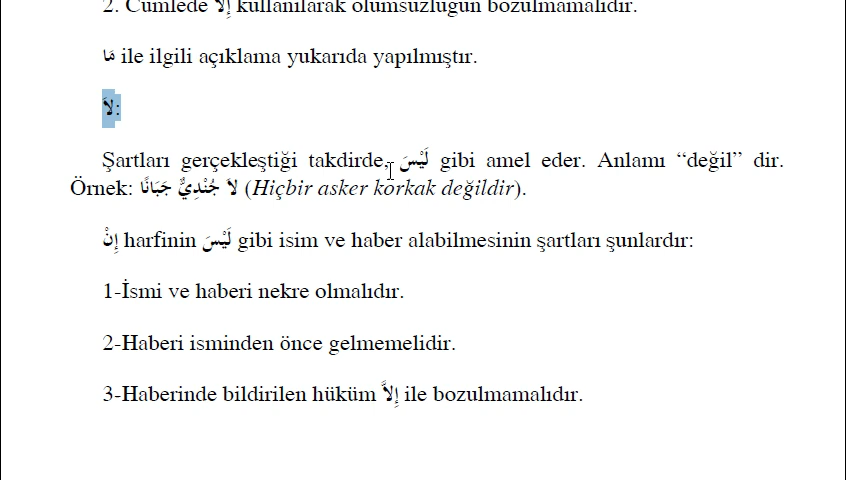 2. Cümlede إِلاَّ kullanılarak olumsuzluğun bozulmamalıdır.
مَا ile ilgili açıklama yukarıda yapılmıştır.
لاَ:
Şartları gerçekleştiği takdirde, لَيْسَ gibi amel eder. Anlamı “değil” dir.
Örnek: لاَ جُنْدِيٌّ جَبَانًا (Hiçbir asker korkak değildir).
إِنْ harfinin لَيْسَ gibi isim ve haber alabilmesinin şartları şunlardır:
1-İsmi ve haberi nekre olmalıdır.
2-Haberi isminden önce gelmemelidir.
3-Haberinde bildirilen hüküm إِلاَّ ile bozulmamalıdır.